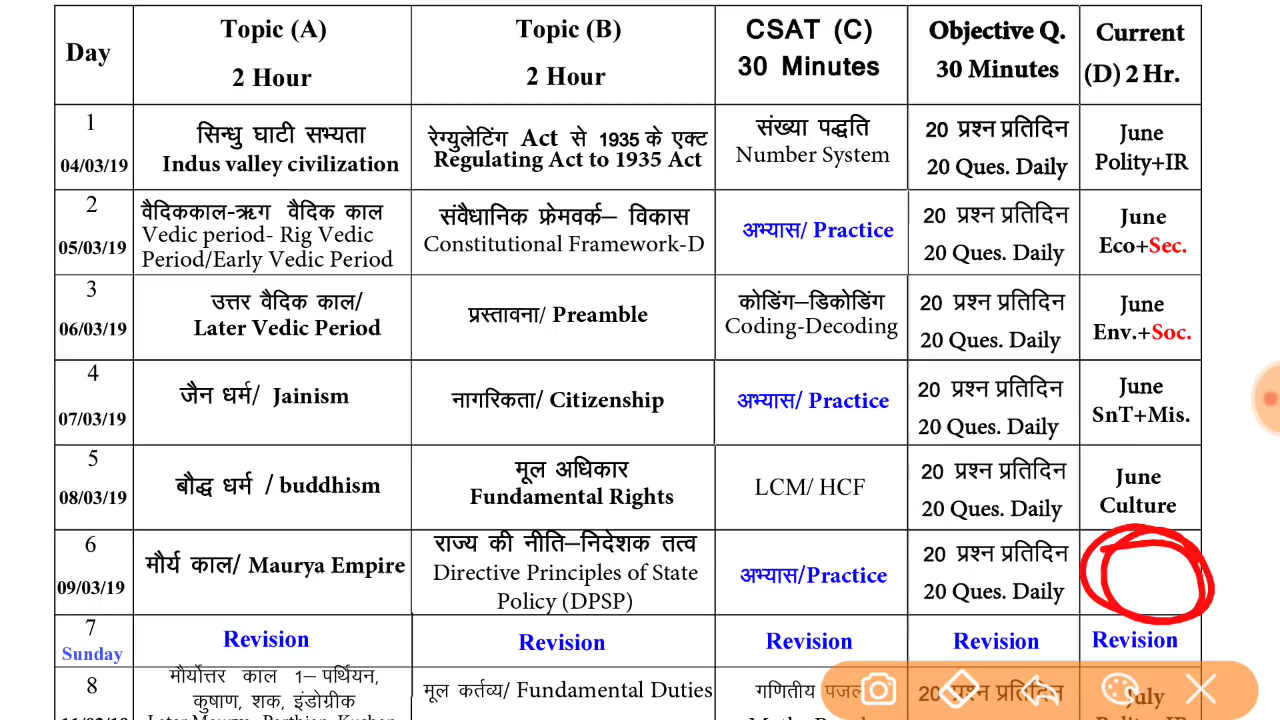 Day
Topic (A)
2 Hour
Topic (B)
2 Hour
CSAT (C)
30 Minutes
Objective Q.
30 Minutes
Current
(D) 2 Hr.
1
04/03/19
सिन्धु घाटी सभ्यता
Indus valley civilization
रेग्युलेटिंग Act से 1935 के एक्ट
Regulating Act to 1935 Act
संख्या पद्धति
Number System
20 प्रश्न प्रतिदिन
20 Ques. Daily
June
Polity+IR
2
05/03/19
वैदिककाल-ऋग वैदिक काल
Vedic period- Rig Vedic
Period/Early Vedic Period
संवैधानिक फ्रेमवर्क– विकास
Constitutional Framework-D
अभ्यास/ Practice
20 प्रश्न प्रतिदिन
20 Ques. Daily
June
Eco+Sec.
3
06/03/19
उत्तर वैदिक काल/
Later Vedic Period
प्रस्तावना/ Preamble
कोडिंग–डिकोडिंग
Coding-Decoding
20 प्रश्न प्रतिदिन
20 Ques. Daily
June
Env.+Soc.
4
07/03/19
जैन धर्म/ Jainism
नागरिकता/ Citizenship
अभ्यास/ Practice
20 प्रश्न प्रतिदिन
20 Ques. Daily
June
SnT+Mis.
5
08/03/19
बौद्ध धर्म / buddhism
मूल अधिकार
Fundamental Rights
LCM/ HCF
20 प्रश्न प्रतिदिन
20 Ques. Daily
June
Culture
6
09/03/19
मौर्य काल/ Maurya Empire
राज्य की नीति–निदेशक तत्व
Directive Principles of State
Policy (DPSP)
अभ्यास/Practice
20 प्रश्न प्रतिदिन
20 Ques. Daily
7
Sunday
Revision
Revision
Revision
Revision
Revision
8
मौर्योत्तर काल 1– पर्थियन,
कुषाण, शक, इंडोग्रीक
मूल कर्तव्य/ Fundamental Duties
गणितीय
20 प्रश्न प्रतिदिन
July